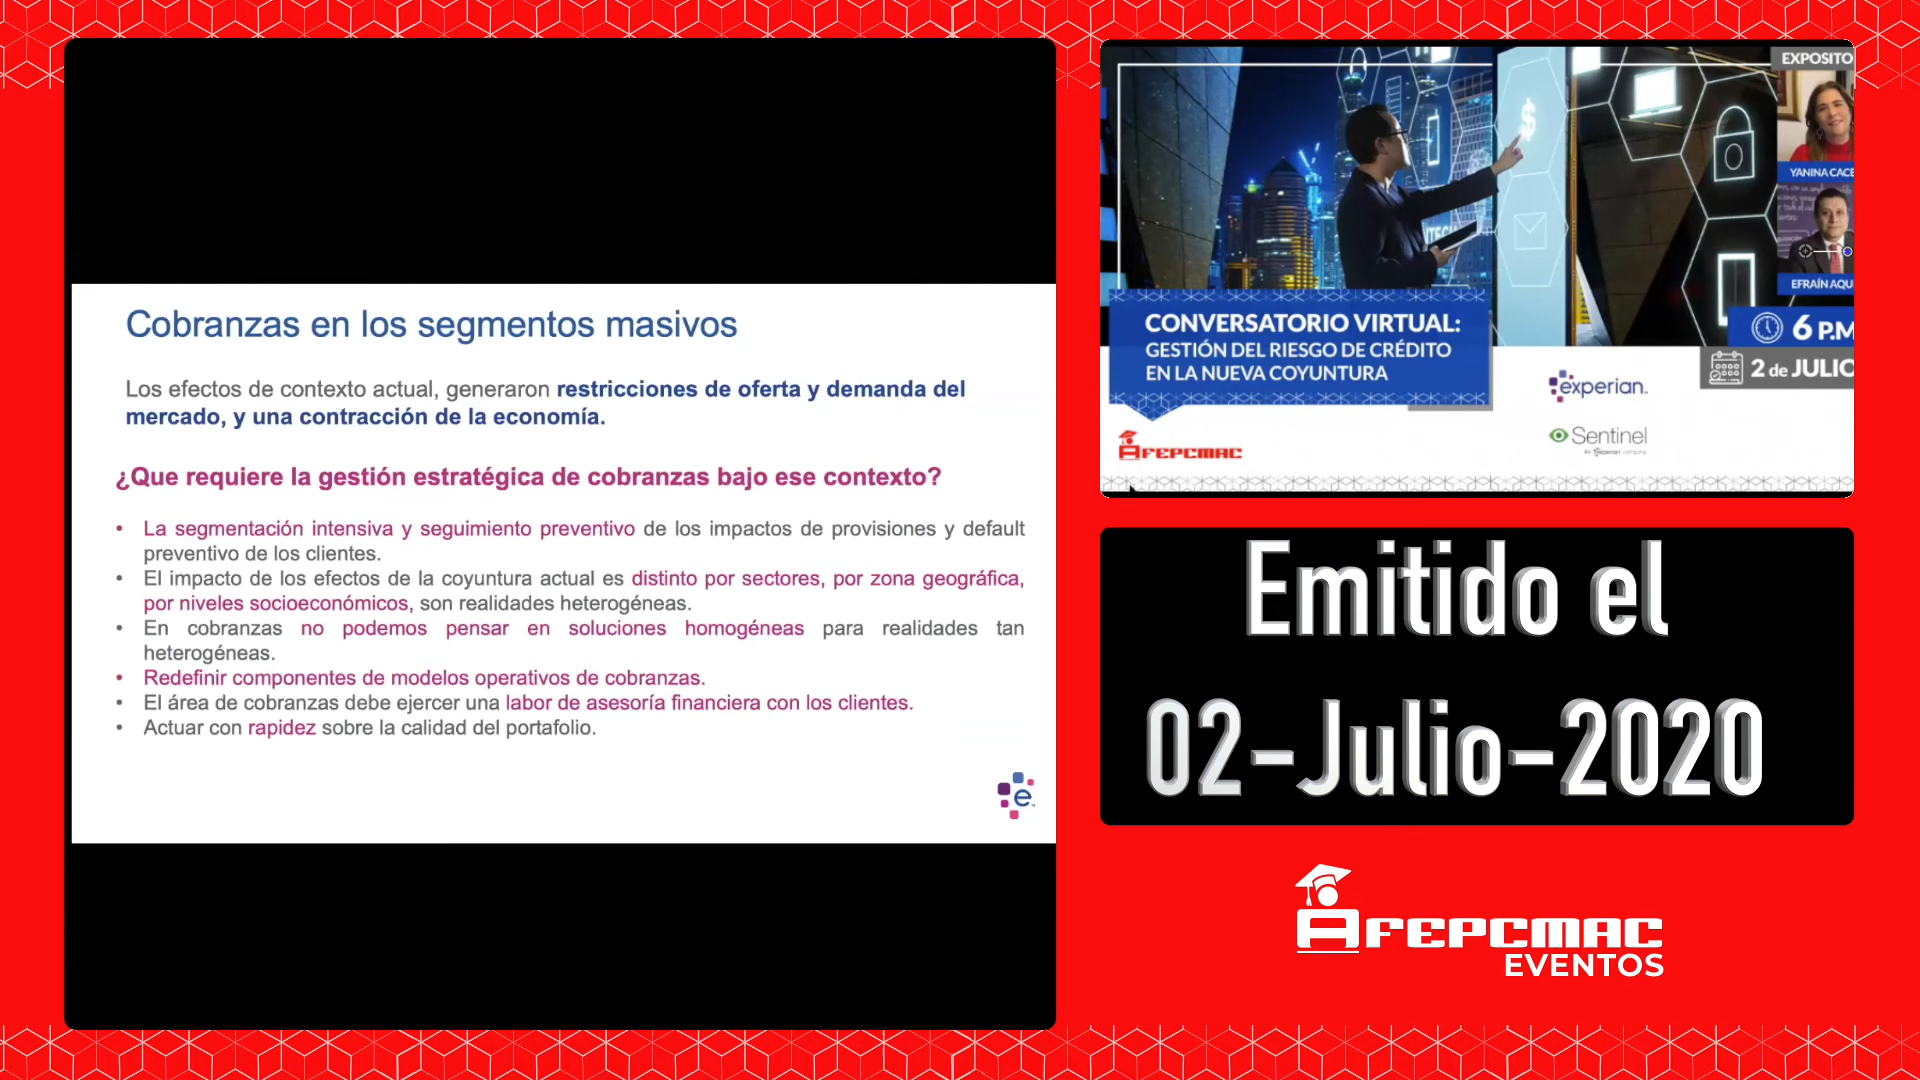 Cobranzas en los segmentos masivos
Los efectos de contexto actual, generaron restricciones de oferta y demanda del
mercado, y una contracción de la economía.
¿Que requiere la gestión estratégica de cobranzas bajo ese contexto?
• La segmentación intensiva y seguimiento preventivo de los impactos de provisiones y default
preventivo de los clientes.
• El impacto de los efectos de la coyuntura actual es distinto por sectores, por zona geográfica,
por niveles socioeconómicos, son realidades heterogéneas.
• En cobranzas no podemos pensar en soluciones homogéneas para realidades tan
heterogéneas.
• Redefinir componentes de modelos operativos de cobranzas.
• El área de cobranzas debe ejercer una labor de asesoría financiera con los clientes.
• Actuar con rapidez sobre la calidad del portafolio.
e
EXPOSITO
YANINA CACE
EFRAÍN AQU
6 P.M
2 de JULIO
CONVERSATORIO VIRTUAL:
GESTIÓN DEL RIESGO DE CRÉDITO
EN LA NUEVA COYUNTURA
experian.
Sentinel
An experian company
AFEPCMAC
Emitido el
02-Julio-2020
AFEPCMAC
EVENTOS